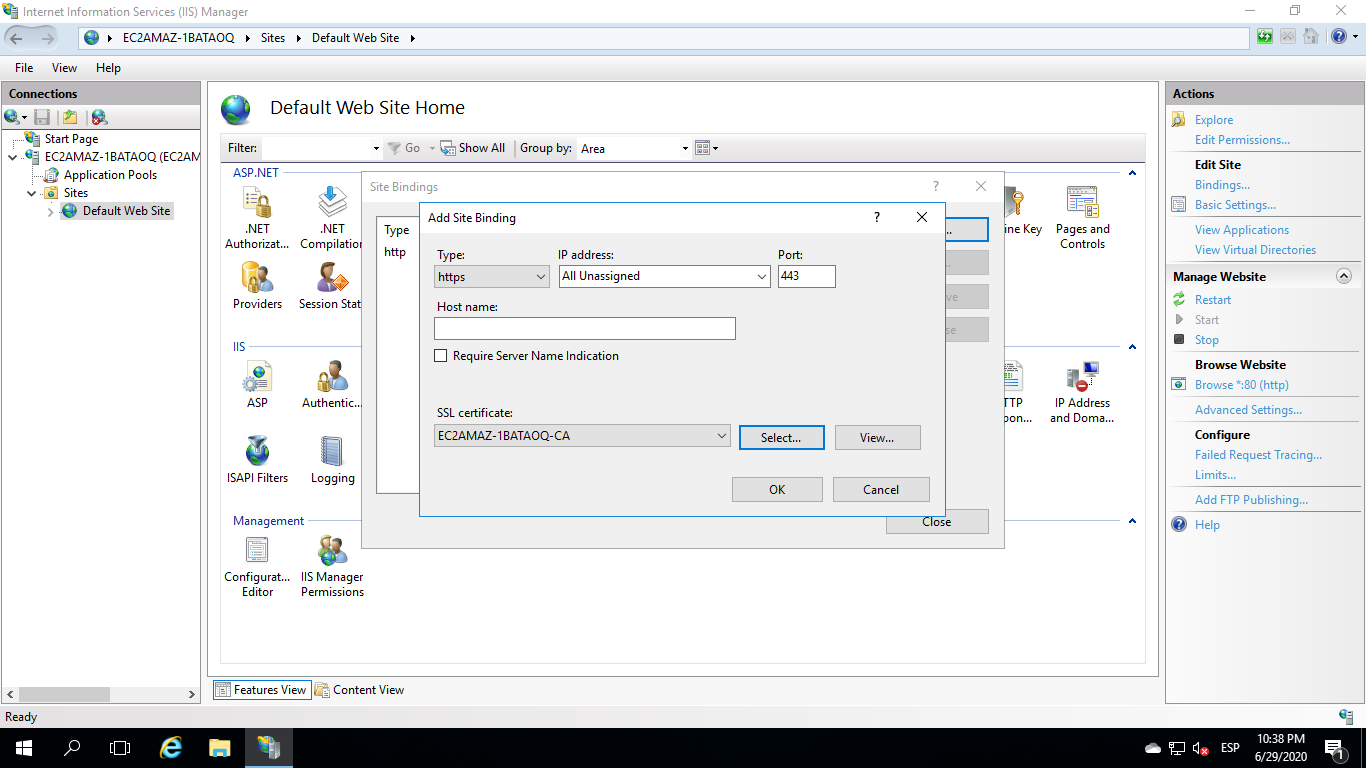 Internet Information Services (IIS) Manager
EC2AMAZ-1BATAOQ Sites Default Web Site
File View Help
Connections
Start Page
EC2AMAZ-1BATAOQ (EC2AM
Application Pools
Sites
Default Web Site
Default Web Site Home
Filter: Go Show All Group by: Area
ASP.NET
.NET Authorizat...
.NET Compilation
ine Key
Pages and Controls
Providers
Session Stat
IIS
ASP
Authentic...
TTP
pon...
IP Address and Doma...
ISAPI Filters
Logging
Management
Configurat... Editor
IIS Manager Permissions
Site Bindings
?
Type
http
...
...
ve
se
Close
Add Site Binding
?
Type: IP address: Port:
https All Unassigned 443
Host name:
Require Server Name Indication
SSL certificate:
EC2AMAZ-1BATAOQ-CA Select... View...
OK Cancel
Features View Content View
Actions
Explore
Edit Permissions...
Edit Site
Bindings...
Basic Settings...
View Applications
View Virtual Directories
Manage Website
Restart
Start
Stop
Browse Website
Browse *:80 (http)
Advanced Settings...
Configure
Failed Request Tracing...
Limits...
Add FTP Publishing...
Help
Ready
ESP
10:38 PM
6/29/2020
1